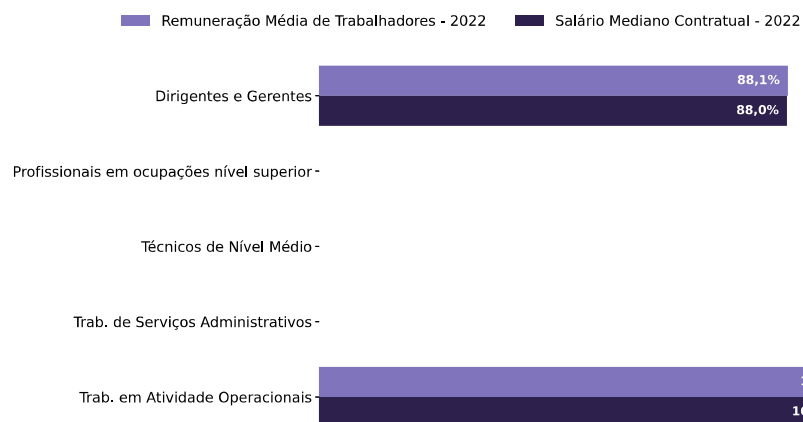 Remuneração Média de Trabalhadores - 2022 Salário Mediano Contratual - 2022
Dirigentes e Gerentes
88,1%
88,0%
Profissionais em ocupações nível superior
Técnicos de Nível Médio
Trab. de Serviços Administrativos
Trab. em Atividade Operacionais